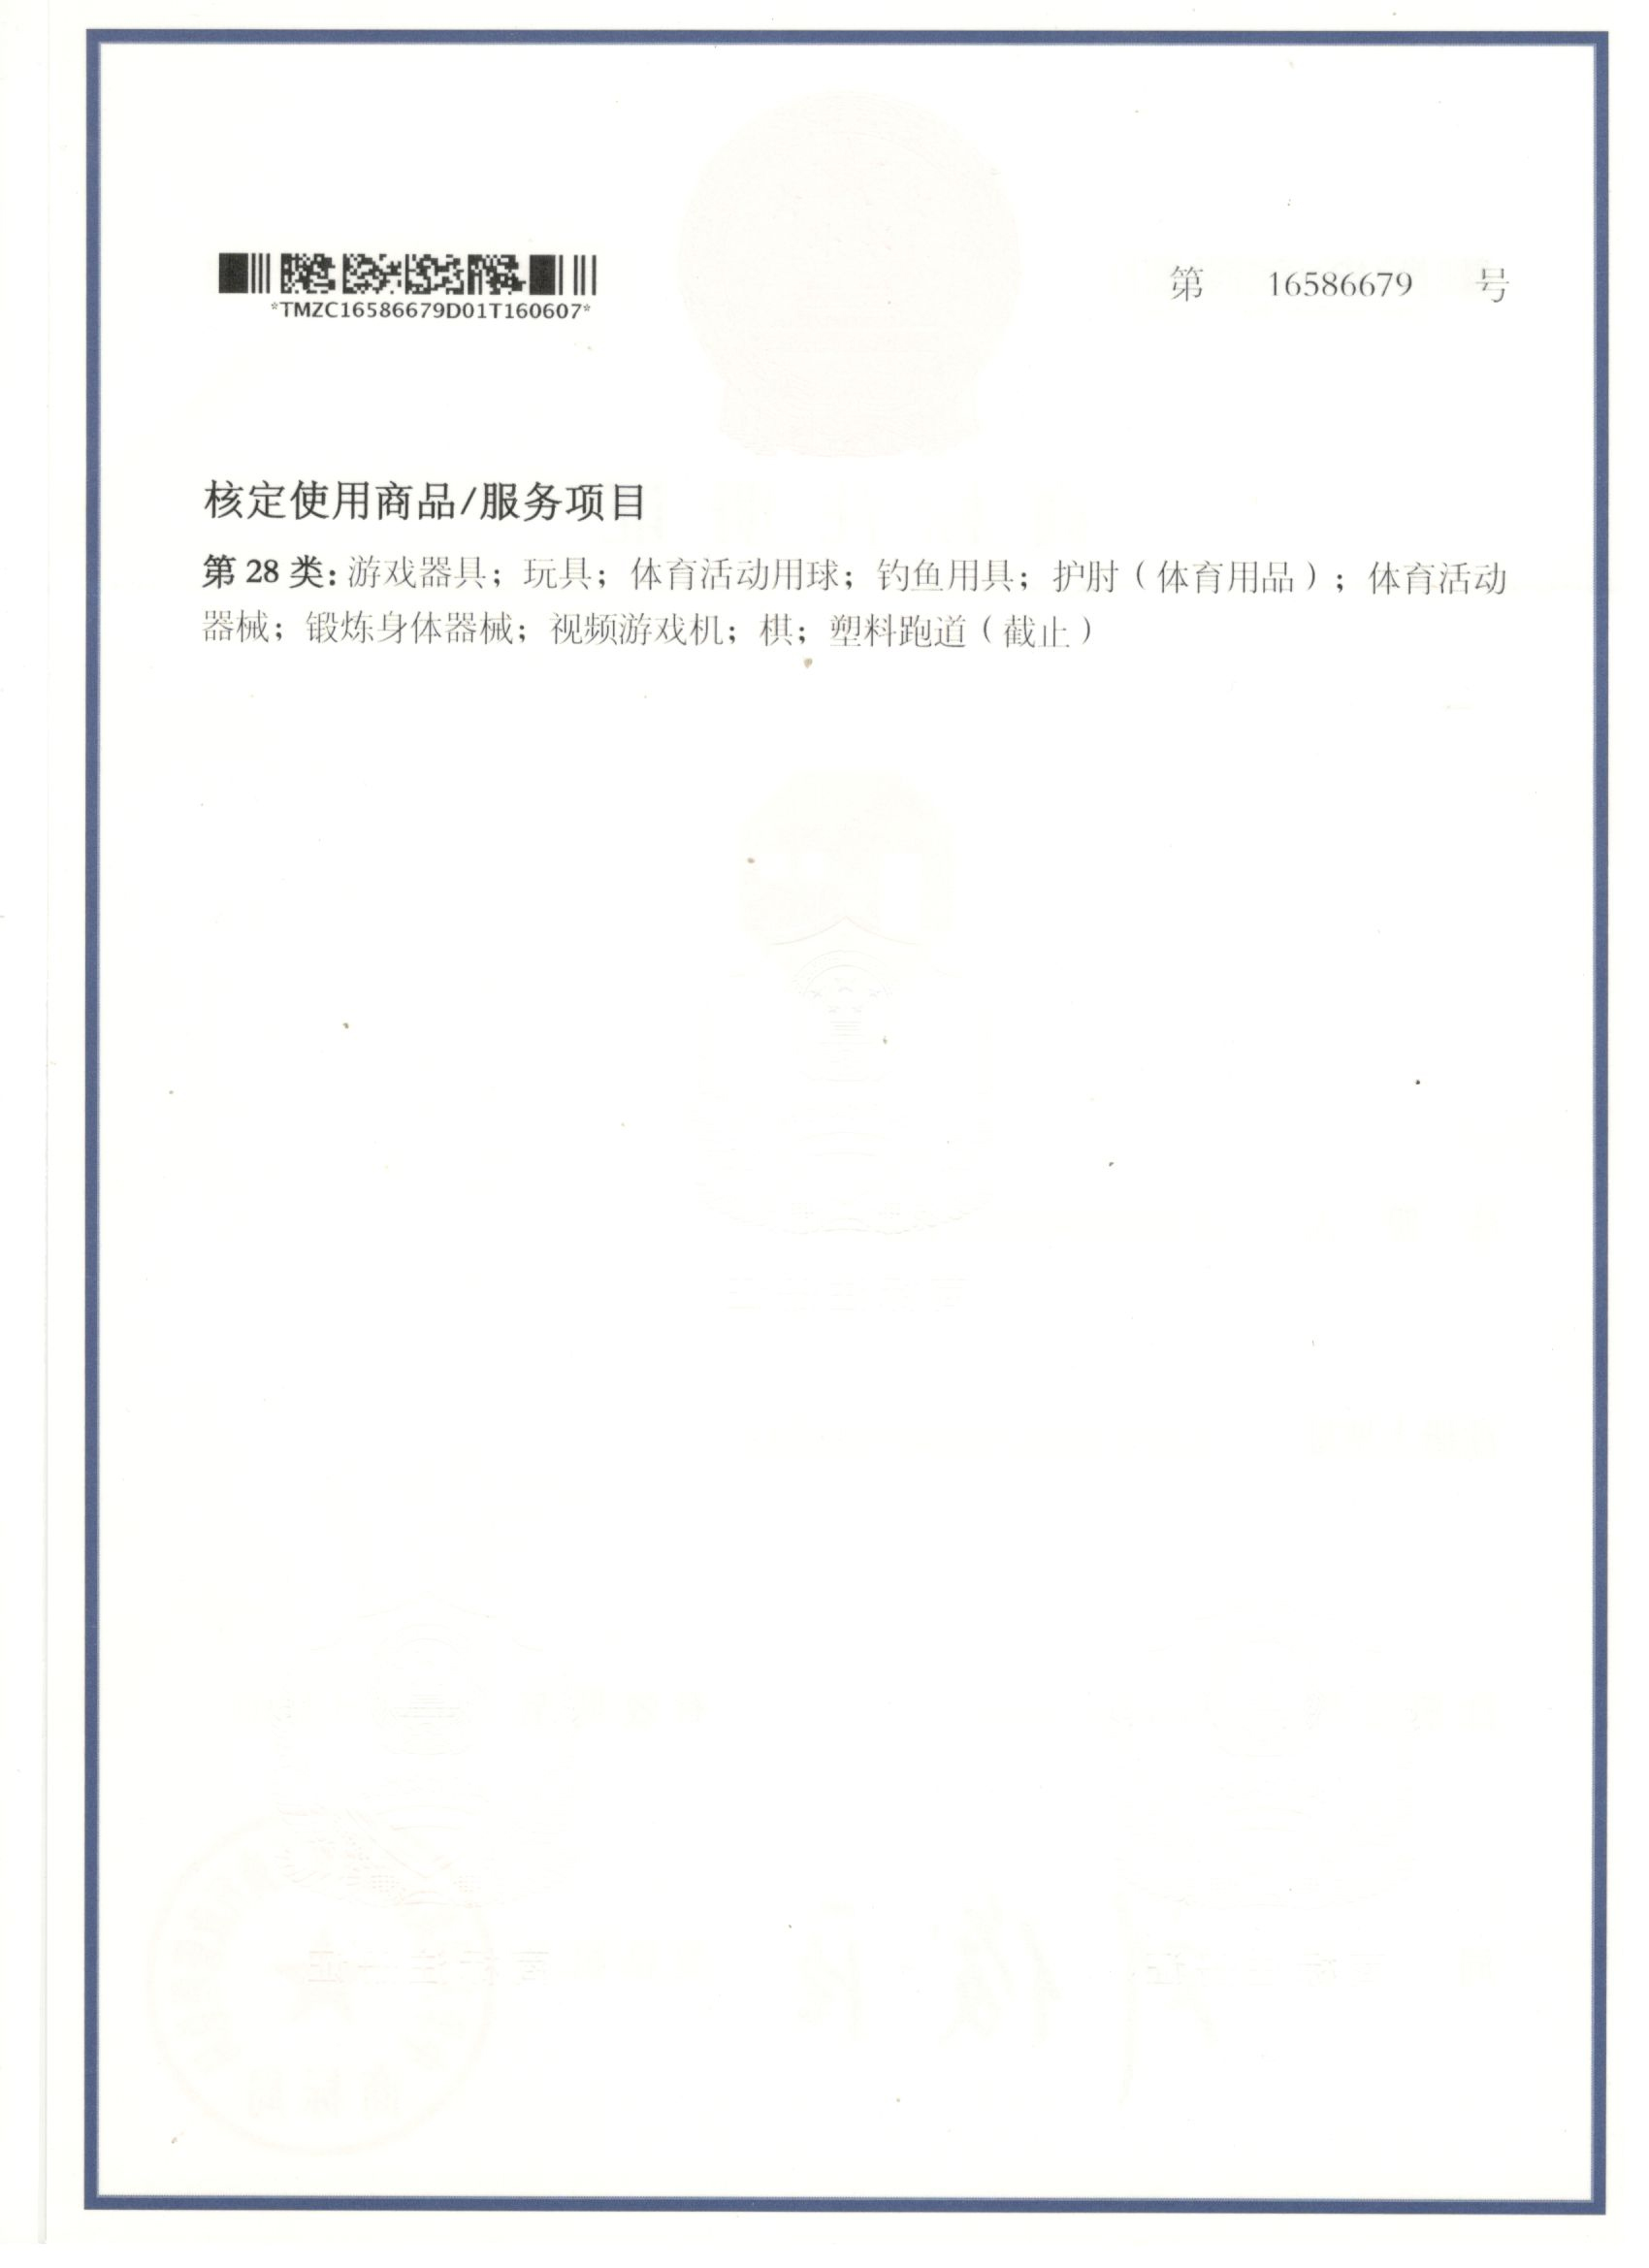 *TMZC16586679D01T160607*
第 16586679 号
核定使用商品/服务项目
第 28 类: 游戏器具；玩具；体育活动用球；钓鱼用具；护肘（体育用品）；体育活动
器械；锻炼身体器械；视频游戏机；棋；塑料跑道（截止）